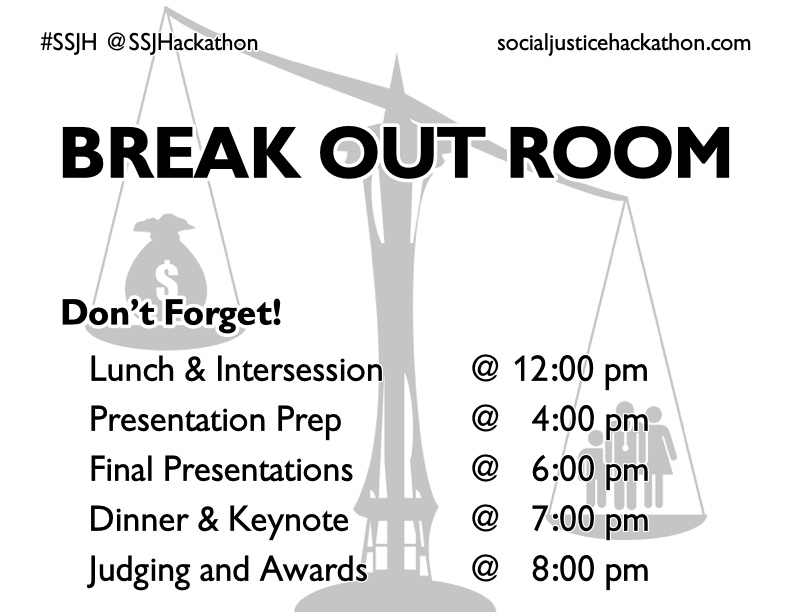 #SSJH @SSJHackathon socialjusticehackathon.com
BREAK OUT ROOM
$
Don't Forget!
Lunch & Intersession @ 12:00 pm
Presentation Prep @ 4:00 pm
Final Presentations @ 6:00 pm
Dinner & Keynote @ 7:00 pm
Judging and Awards @ 8:00 pm